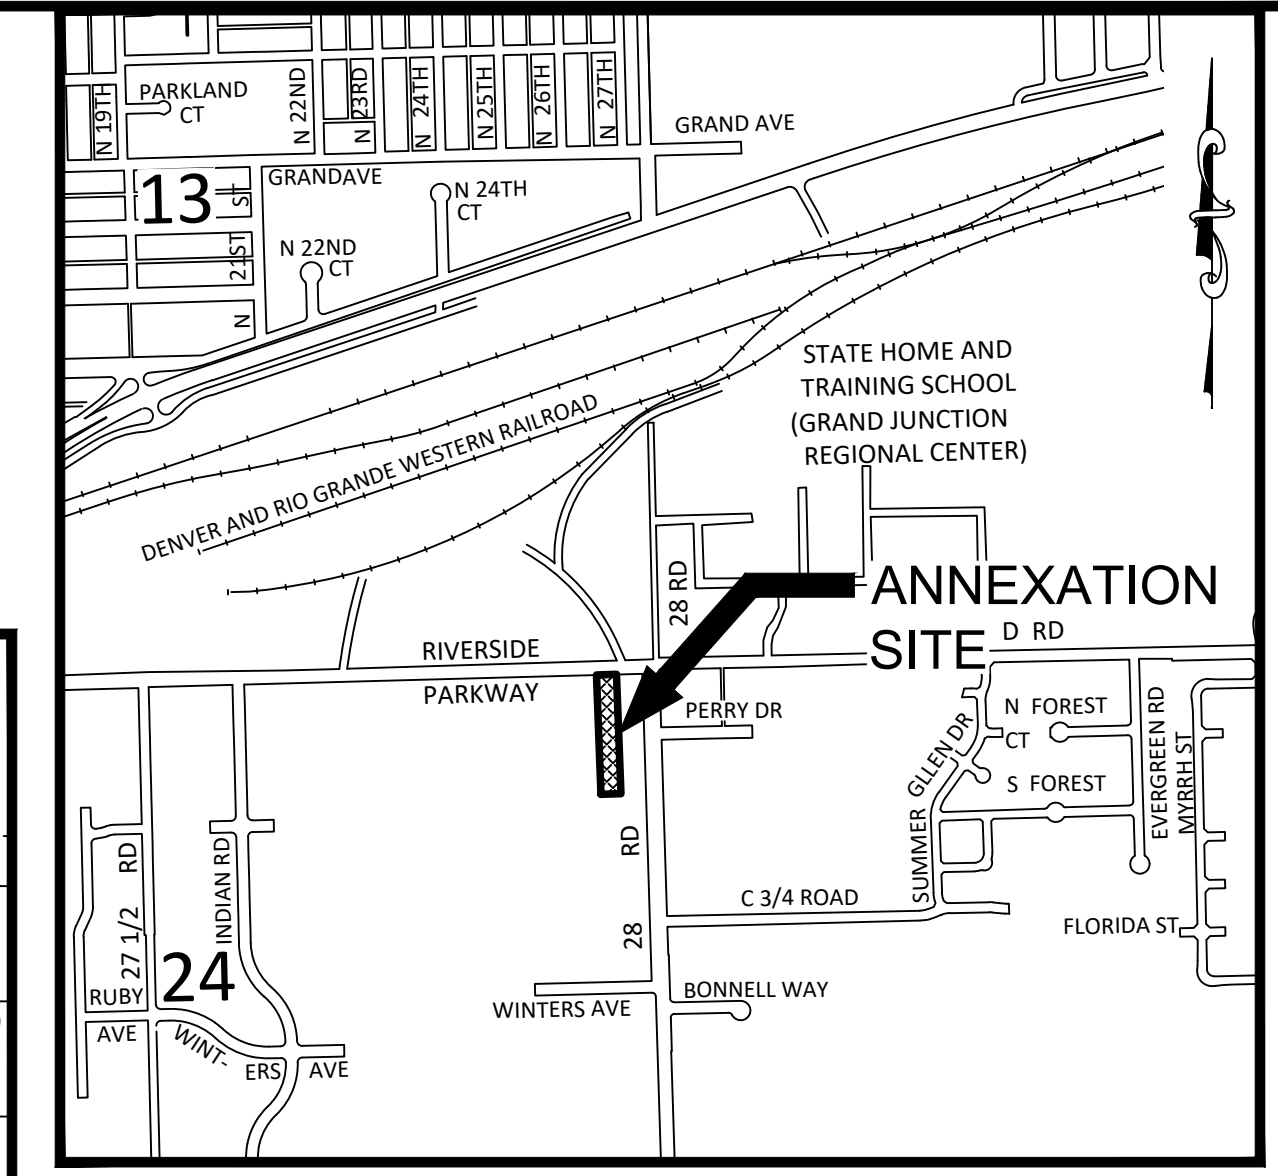 N 19TH
PARKLAND
CT
N 22ND
N 23RD
N 24TH
N 25TH
N 26TH
N 27TH
GRAND AVE
13
GRANDAVE
N 21ST ST
N 24TH
CT
N 22ND
CT
STATE HOME AND
TRAINING SCHOOL
(GRAND JUNCTION
REGIONAL CENTER)
DENVER AND RIO GRANDE WESTERN RAILROAD
28 RD
ANNEXATION
SITE
D RD
RIVERSIDE
PARKWAY
PERRY DR
N FOREST
CT
S FOREST
SUMMER GLLEN DR
EVERGREEN RD
MYRRH ST
28 RD
C 3/4 ROAD
FLORIDA ST
27 1/2 RD
INDIAN RD
24
RUBY
AVE
WINT-
ERS AVE
WINTERS AVE
BONNELL WAY